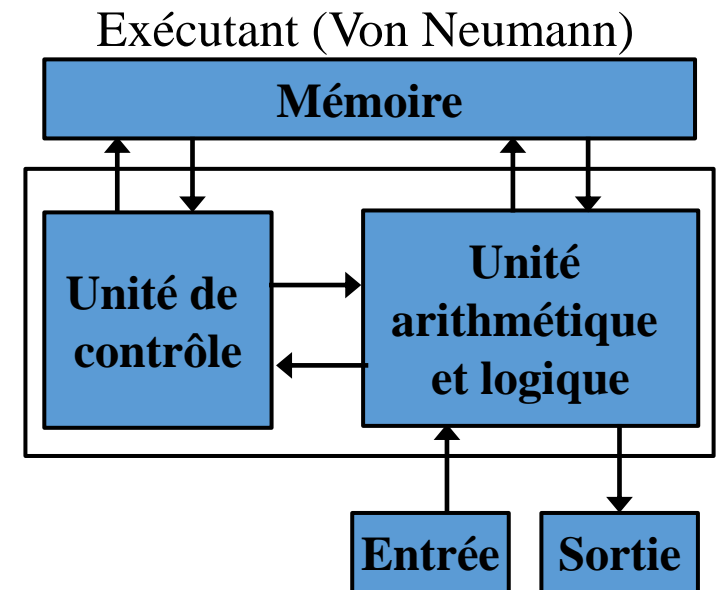 Exécutant (Von Neumann)
Mémoire
Unité de
contrôle
Unité
arithmétique
et logique
Entrée
Sortie